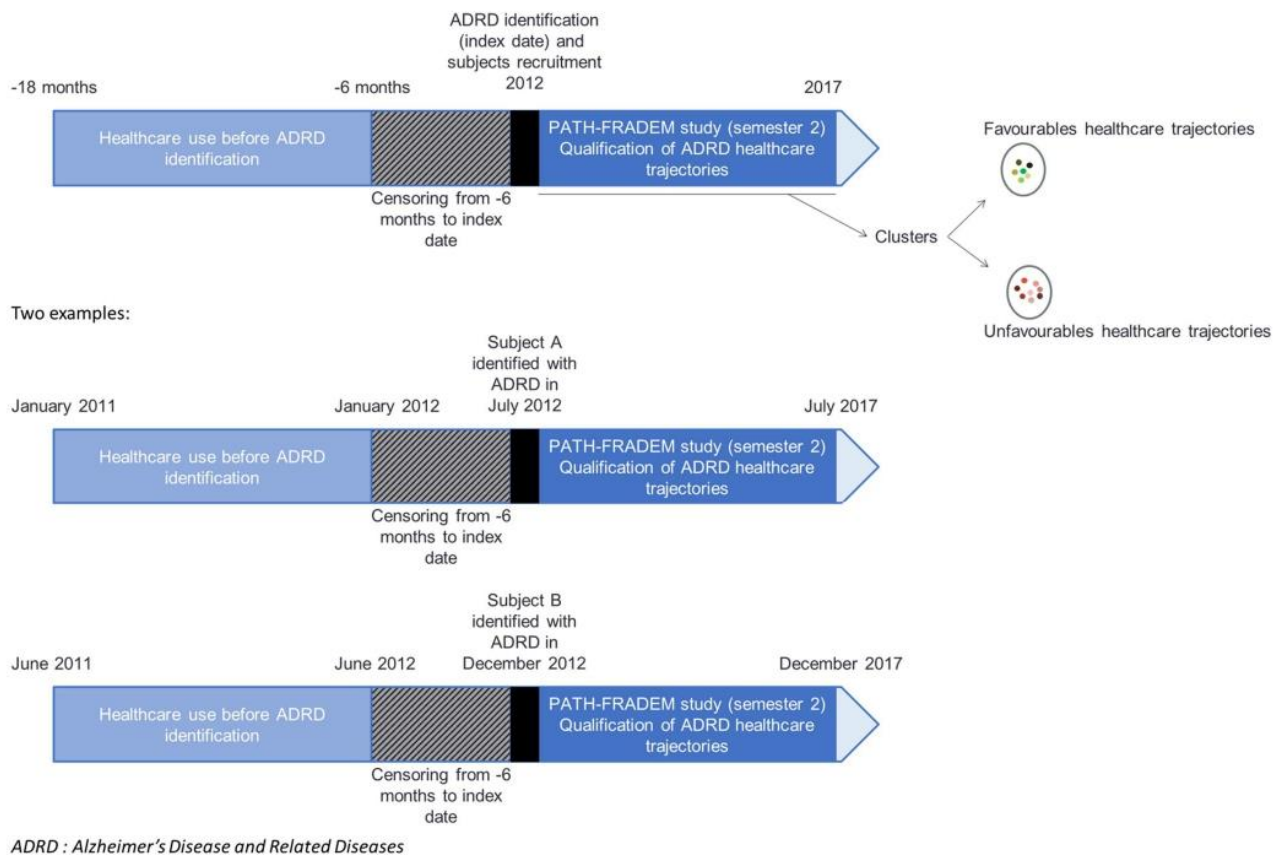 ADRD identification
(index date) and
subjects recruitment
2012
-18 months
-6 months
2017
Healthcare use before ADRD
identification
PATH-FRADEM study (semester 2)
Qualification of ADRD healthcare
trajectories
Censoring from -6
months to index
date
Clusters
Favourables healthcare trajectories
Unfavourables healthcare trajectories
Two examples:
Subject A
identified with
ADRD in
July 2012
January 2011
January 2012
July 2017
Healthcare use before ADRD
identification
PATH-FRADEM study (semester 2)
Qualification of ADRD healthcare
trajectories
Censoring from -6
months to index
date
Subject B
identified with
ADRD in
December 2012
June 2011
June 2012
December 2017
Healthcare use before ADRD
identification
PATH-FRADEM study (semester 2)
Qualification of ADRD healthcare
trajectories
Censoring from -6
months to index
date
ADRD : Alzheimer's Disease and Related Diseases